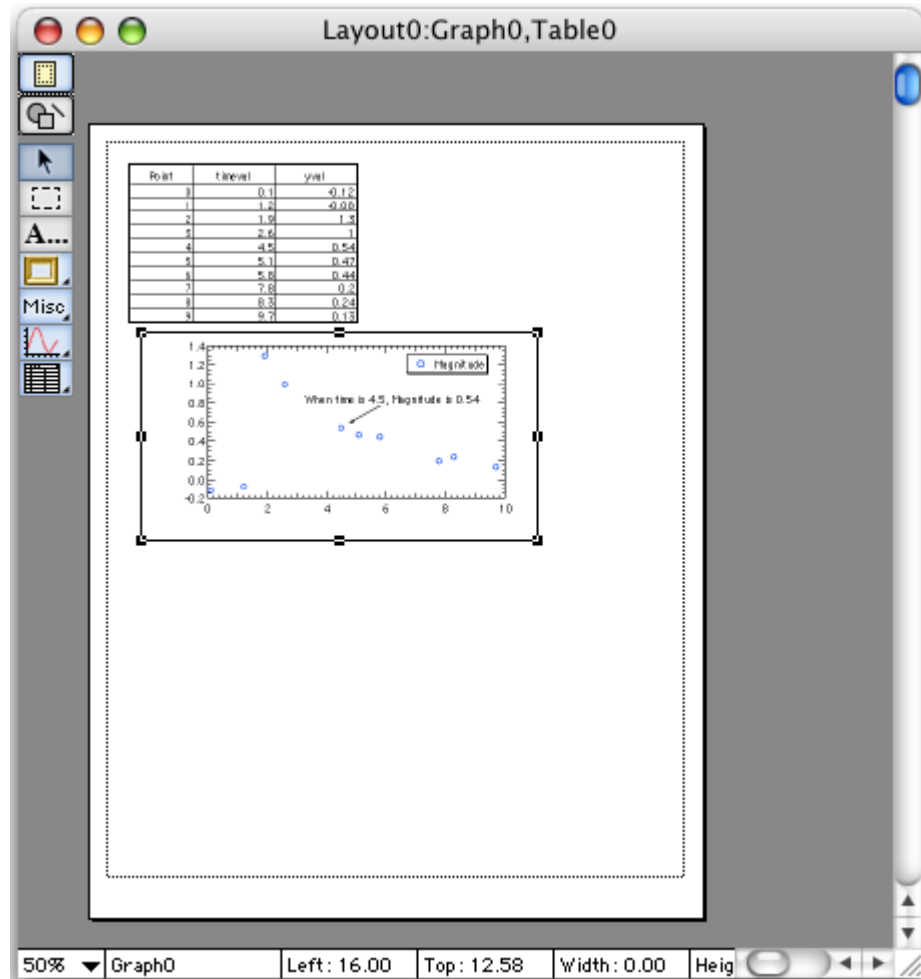 Layout0:Graph0,Table0
A...
Misc
Point timeval yval
0 0.1 -0.12
1 1.2 -0.08
2 1.9 1.3
3 2.6 1
4 4.5 0.54
5 5.1 0.47
6 5.8 0.44
7 7.8 0.2
8 8.3 0.24
9 9.7 0.13
1.4
1.2
1.0
0.8
0.6
0.4
0.2
0.0
-0.2
Magnitude
When time is 4.5, Magnitude is 0.54
0 2 4 6 8 10
50% Graph0 Left: 16.00 Top: 12.58 Width: 0.00 Heig